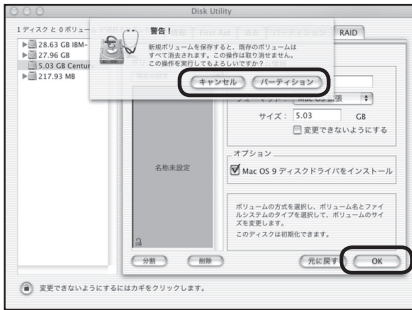 Disk Utility
1 ディスク と 0 ボリュー
28.63 GB IBM-
27.96 GB
5.03 GB Centur
217.93 MB
警告！
新規ボリュームを保存すると、既存のボリュームは
すべて消去されます。この操作は取り消せません。
この操作を実行してもよろしいですか？
キャンセル
パーティション
RAID
Mac OS 拡張
サイズ： 5.03 GB
変更できないようにする
名称未設定
オプション
Mac OS 9 ディスクドライバをインストール
ボリュームの方式を選択し、ボリューム名とファイ
ルシステムのタイプを選択して、ボリュームのサイ
ズを変更します。
このディスクは初期化できます。
分割
削除
元に戻す
OK
変更できないようにするにはカギをクリックします。